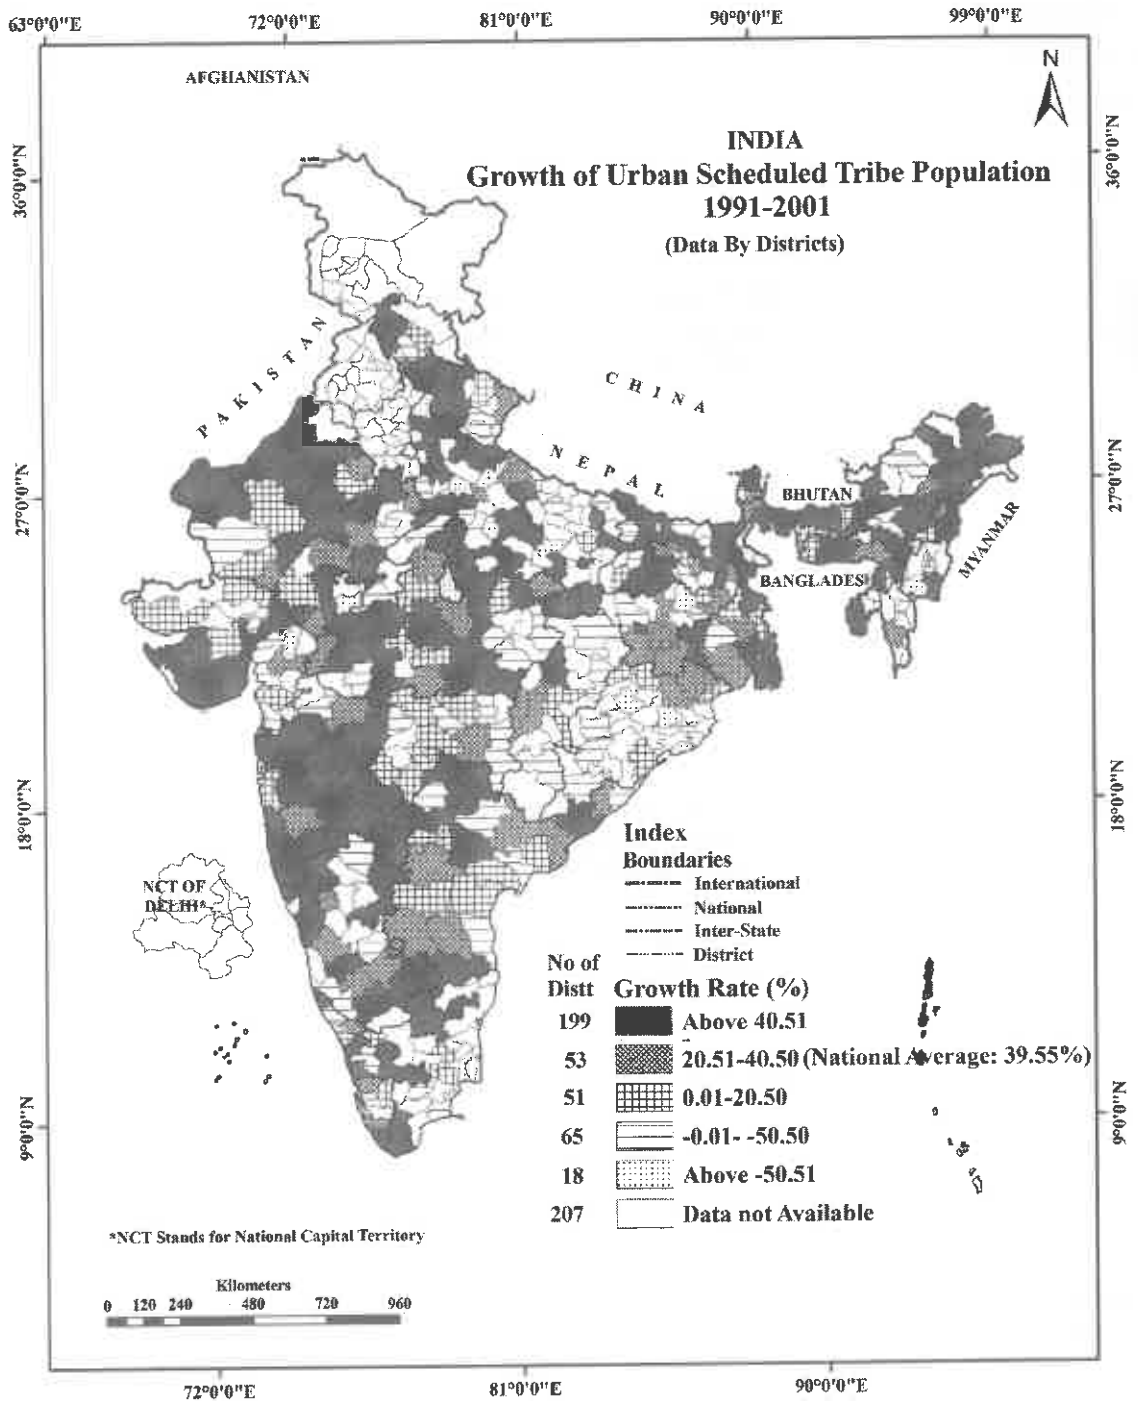 63°0'0"E 72°0'0"E 81°0'0"E 90°0'0"E 99°0'0"E
AFGHANISTAN
N
INDIA
Growth of Urban Scheduled Tribe Population
1991-2001
(Data By Districts)
36°0'0"N
36°0'0"N
PAKISTAN
CHINA
NEPAL
27°0'0"N
27°0'0"N
BHUTAN
MYANMAR
BANGLADESH
18°0'0"N
18°0'0"N
Index
Boundaries
International
National
Inter-State
District
NCT OF
DELHI*
No of
Distt Growth Rate (%)
199 Above 40.51
53 20.51-40.50 (National Average: 39.55%)
51 0.01-20.50
65 -0.01- -50.50
18 Above -50.51
207 Data not Available
9°0'0"N
9°0'0"N
*NCT Stands for National Capital Territory
Kilometers
0 120 240 480 720 960
72°0'0"E 81°0'0"E 90°0'0"E